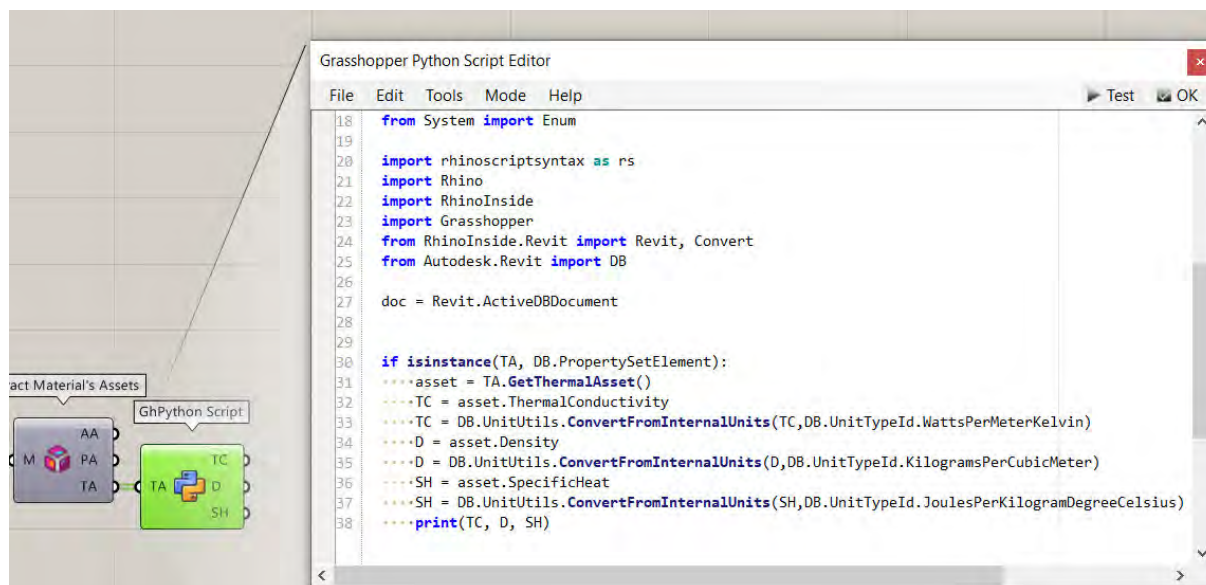 Grasshopper Python Script Editor
File Edit Tools Mode Help Test OK
18 from System import Enum
19
20 import rhinoscriptsyntax as rs
21 import Rhino
22 import RhinoInside
23 import Grasshopper
24 from RhinoInside.Revit import Revit, Convert
25 from Autodesk.Revit import DB
26
27 doc = Revit.ActiveDBDocument
28
29
30 if isinstance(TA, DB.PropertySetElement):
31 ····asset = TA.GetThermalAsset()
32 ····TC = asset.ThermalConductivity
33 ····TC = DB.UnitUtils.ConvertFromInternalUnits(TC,DB.UnitTypeId.WattsPerMeterKelvin)
34 ····D = asset.Density
35 ····D = DB.UnitUtils.ConvertFromInternalUnits(D,DB.UnitTypeId.KilogramsPerCubicMeter)
36 ····SH = asset.SpecificHeat
37 ····SH = DB.UnitUtils.ConvertFromInternalUnits(SH,DB.UnitTypeId.JoulesPerKilogramDegreeCelsius)
38 ····print(TC, D, SH)
ract Material's Assets
M
AA
PA
TA
GhPython Script
TA
TC
D
SH